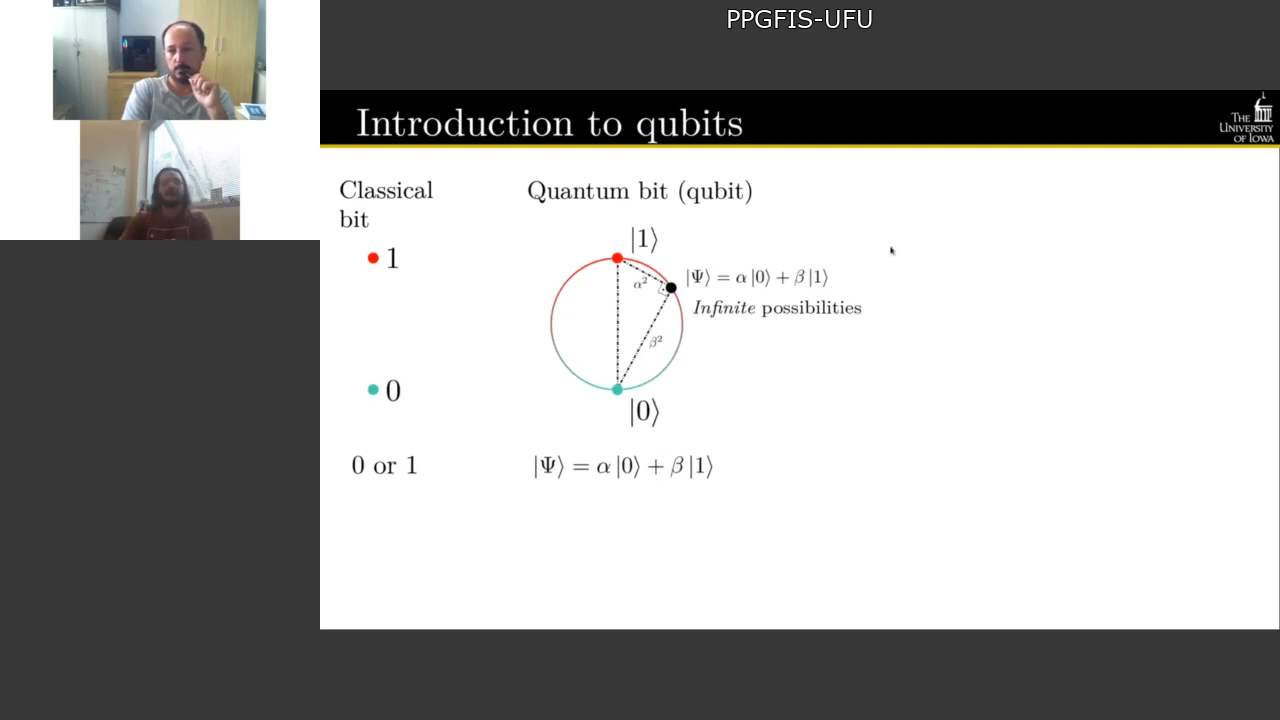 PPGFIS-UFU
Introduction to qubits
THE
UNIVERSITY
OF IOWA
Classical
bit
1
0
0 or 1
Quantum bit (qubit)
|1⟩
α²
β²
|Ψ⟩ = α|0⟩ + β|1⟩
Infinite possibilities
|0⟩
|Ψ⟩ = α|0⟩ + β|1⟩